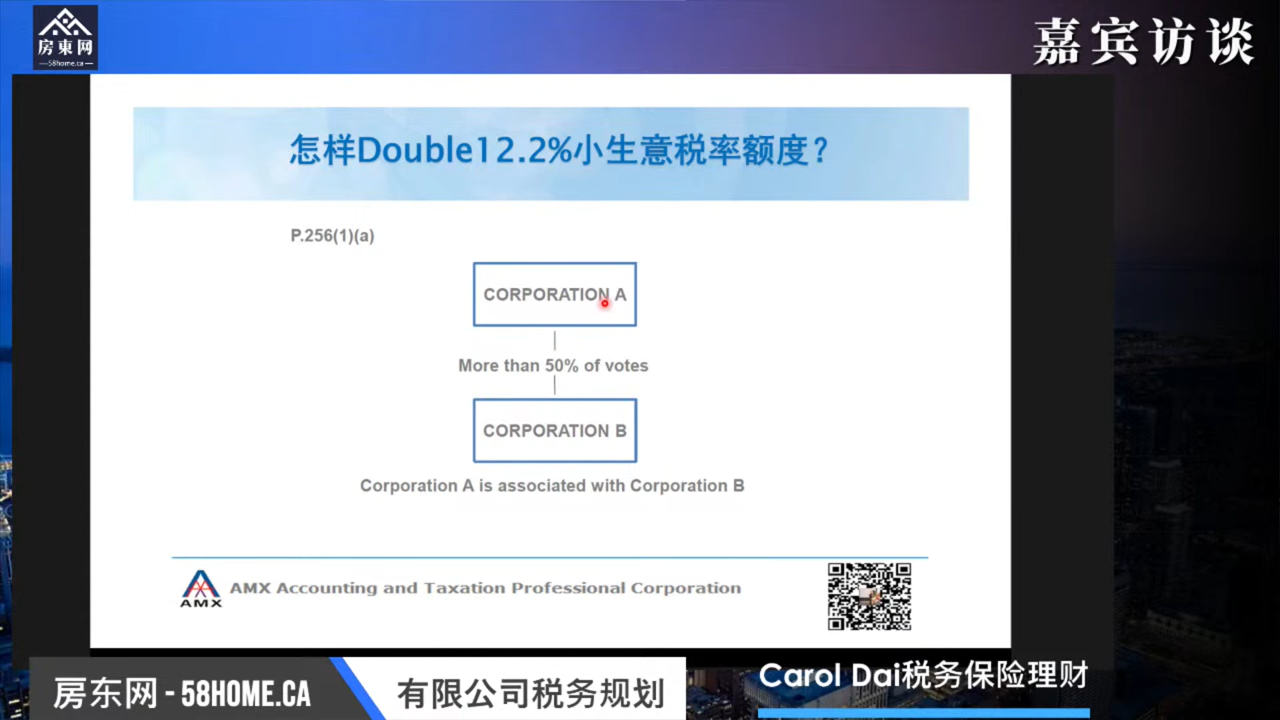 房東网
58home.ca
嘉宾访谈
怎样Double12.2%小生意税率额度？
P.256(1)(a)
CORPORATION A
More than 50% of votes
CORPORATION B
Corporation A is associated with Corporation B
AMX
AMX Accounting and Taxation Professional Corporation
房东网 - 58HOME.CA
有限公司税务规划
Carol Dai税务保险理财